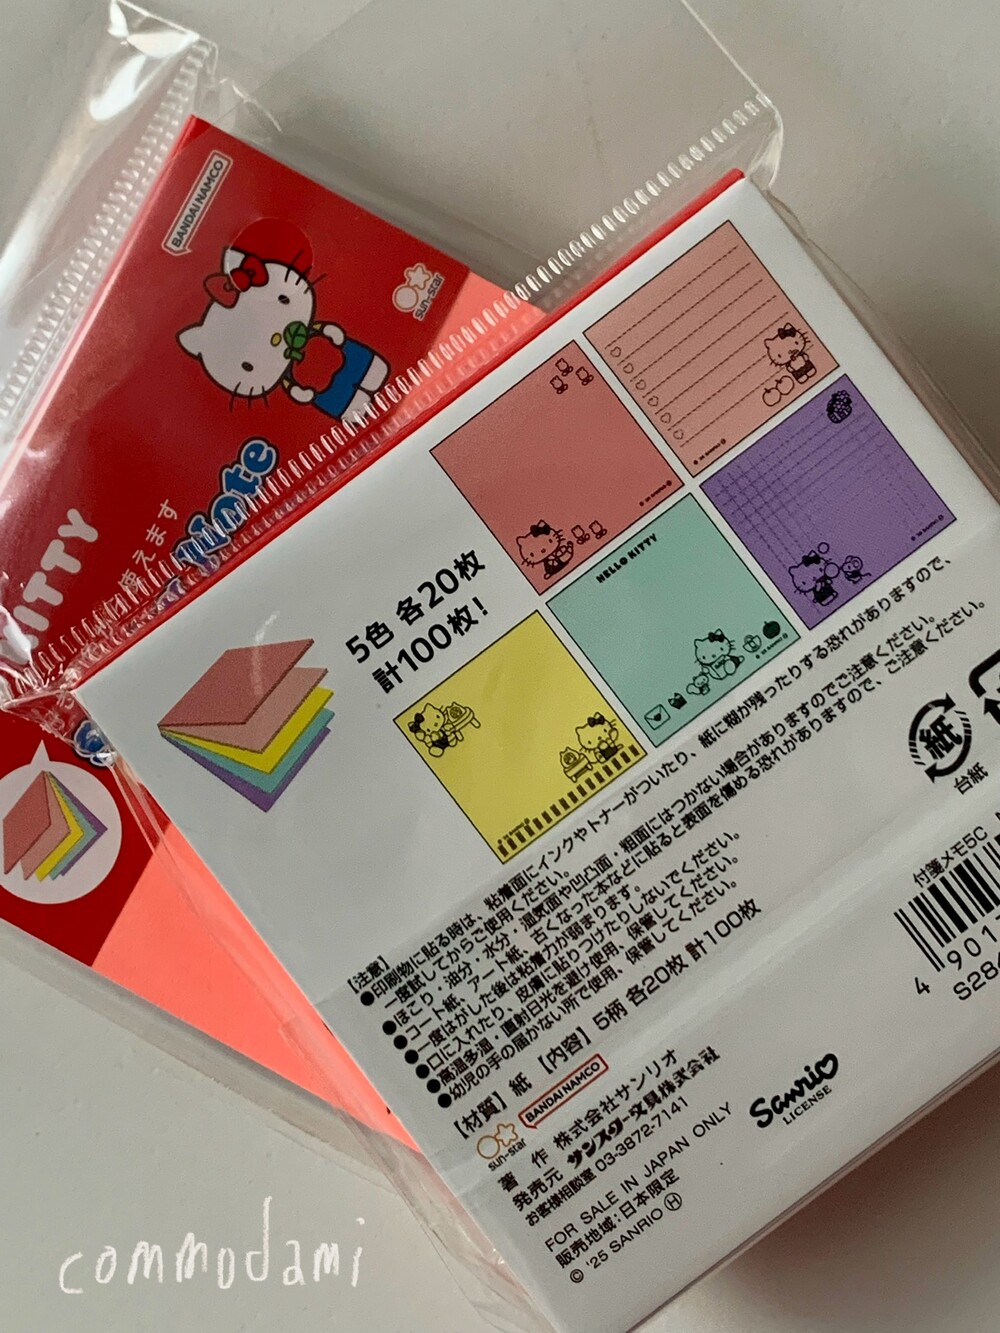 BANDAI NAMCO
sun-star
KITTY
Note
使えます
5色 各20枚
計100枚!
HELLO KITTY
【注意】
●印刷物に貼る時は、粘着面にインクやトナーがついたり、紙に糊が残ったりする恐れがありますので、
一度試してからご使用ください。
●ほこり・油分・水分・湿気面や凹凸面・粗面にはつかない場合がありますのでご注意ください。
●コート紙、アート紙、古くなった本などに貼ると表面を傷める恐れがありますので、ご注意ください。
●一度はがした後は粘着力が弱まります。
●口に入れたり、皮膚に貼りつけたりしないでください。
●高温多湿・直射日光を避け使用、保管してください。
●幼児の手の届かない所で使用、保管してください。
【材質】紙 【内容】5柄 各20枚 計100枚
BANDAI NAMCO
sun-star
著 作 株式会社サンリオ
発売元 サンスター文具株式会社
お客様相談室 03-3872-7141
FOR SALE IN JAPAN ONLY
販売地域:日本限定
© '25 SANRIO Ⓗ
Sanrio
LICENSE
紙
台紙
付箋メモ5C
4 901
S284
commodami